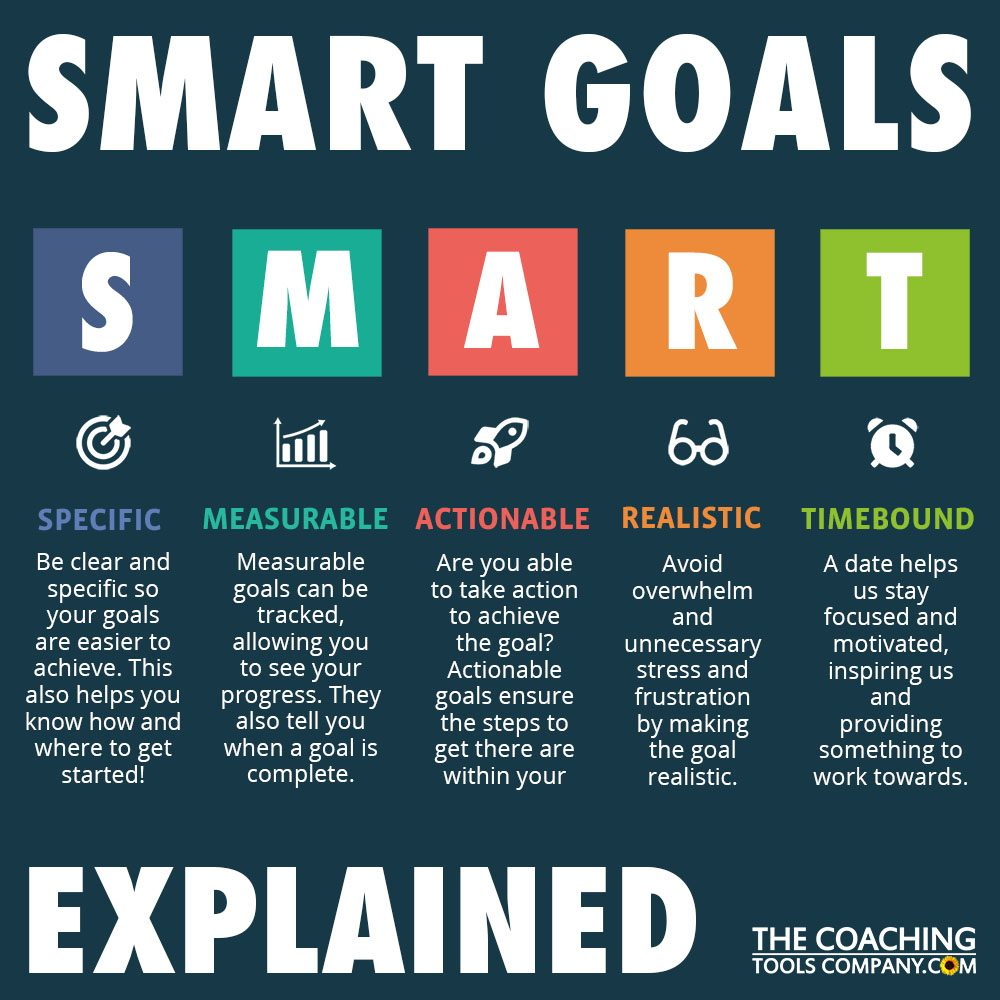 SMART GOALS
S M A R T
SPECIFIC
Be clear and
specific so
your goals
are easier to
achieve. This
also helps you
know how and
where to get
started!
MEASURABLE
Measurable
goals can be
tracked,
allowing you
to see your
progress. They
also tell you
when a goal is
complete.
ACTIONABLE
Are you able
to take action
to achieve
the goal?
Actionable
goals ensure
the steps to
get there are
within your
REALISTIC
Avoid
overwhelm
and
unnecessary
stress and
frustration
by making
the goal
realistic.
TIMEBOUND
A date helps
us stay
focused and
motivated,
inspiring us
and
providing
something to
work towards.
EXPLAINED
THE COACHING
TOOLS COMPANY.COM